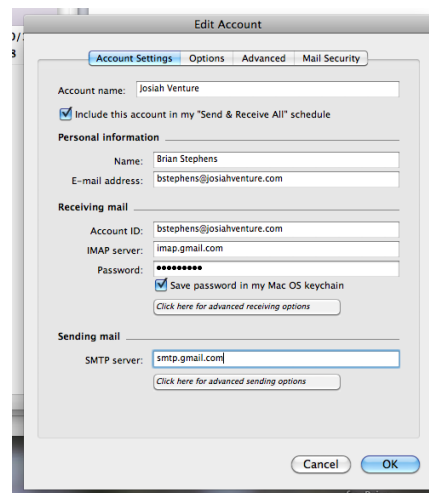 Edit Account
Account Settings Options Advanced Mail Security
Account name: Josiah Venture
Include this account in my "Send & Receive All" schedule
Personal information
Name: Brian Stephens
E-mail address: bstephens@josiahventure.com
Receiving mail
Account ID: bstephens@josiahventure.com
IMAP server: imap.gmail.com
Password: •••••••••
Save password in my Mac OS keychain
Click here for advanced receiving options
Sending mail
SMTP server: smtp.gmail.com
Click here for advanced sending options
Cancel OK